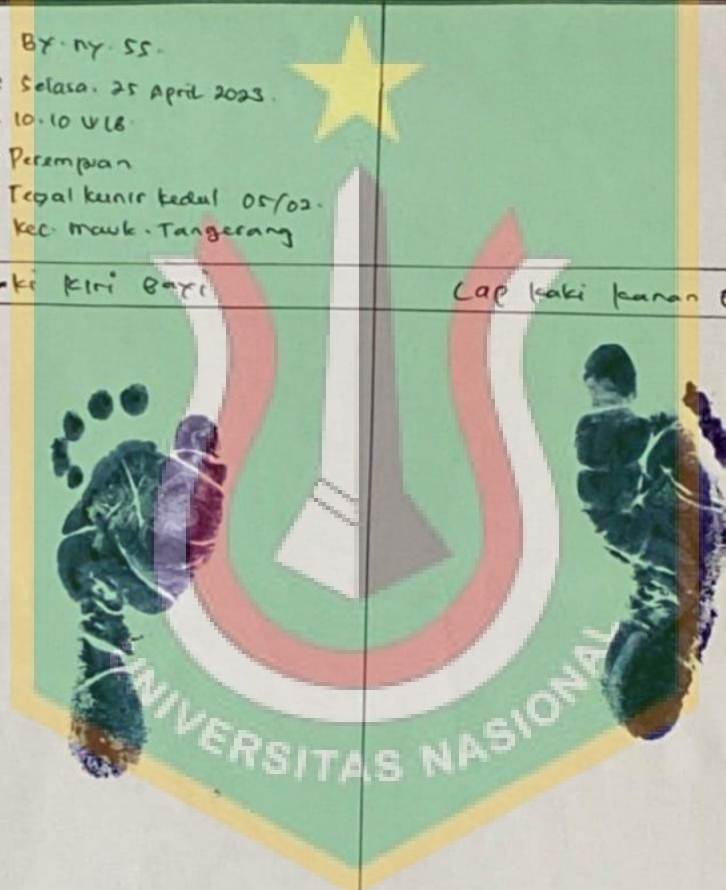 By. ny. SS.
Selasa. 25 April 2023.
10.10 WIB.
Perempuan
Tegal kunir kedul 05/02.
Kec. mauk. Tangerang
aki kiri Bayi
Cap kaki kanan B
UNIVERSITAS NASIONAL